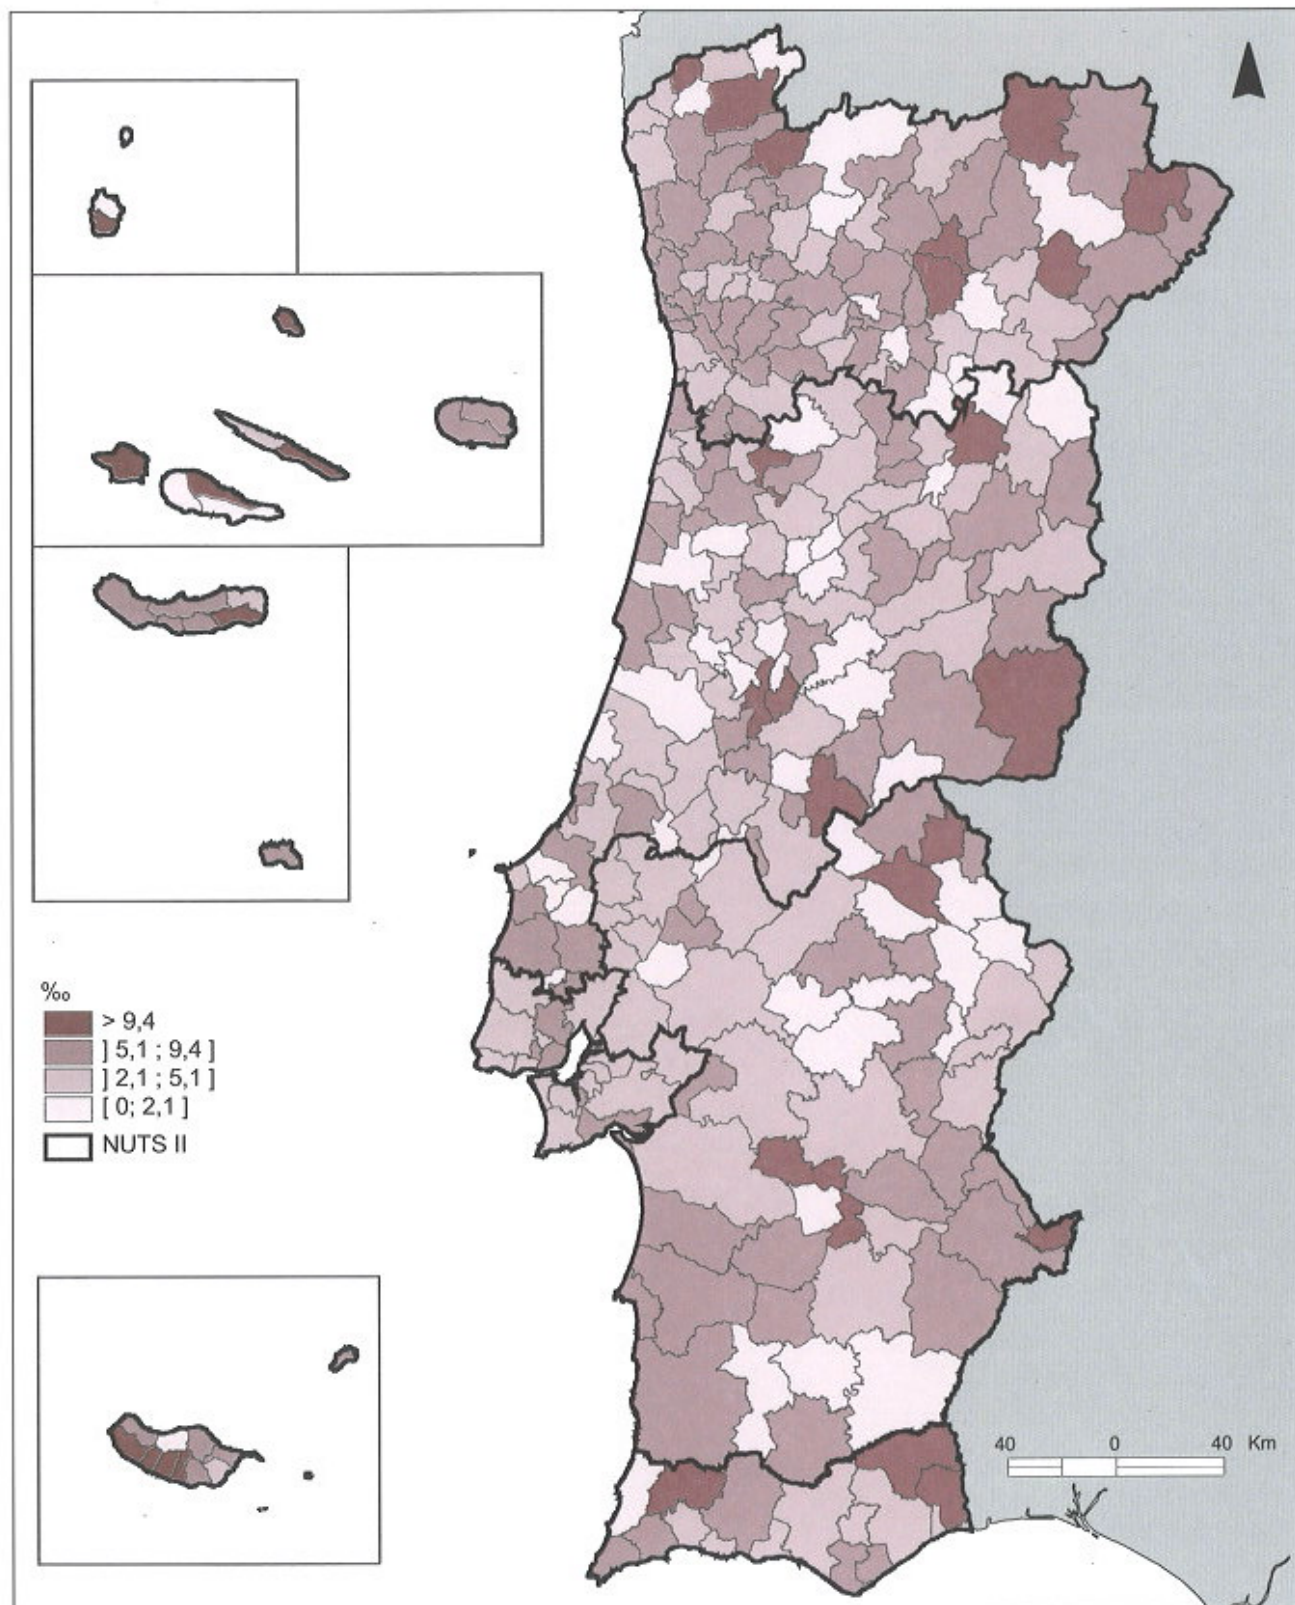 ‰
> 9,4
] 5,1 ; 9,4 ]
] 2,1 ; 5,1 ]
[ 0; 2,1 ]
NUTS II
40 0 40 Km